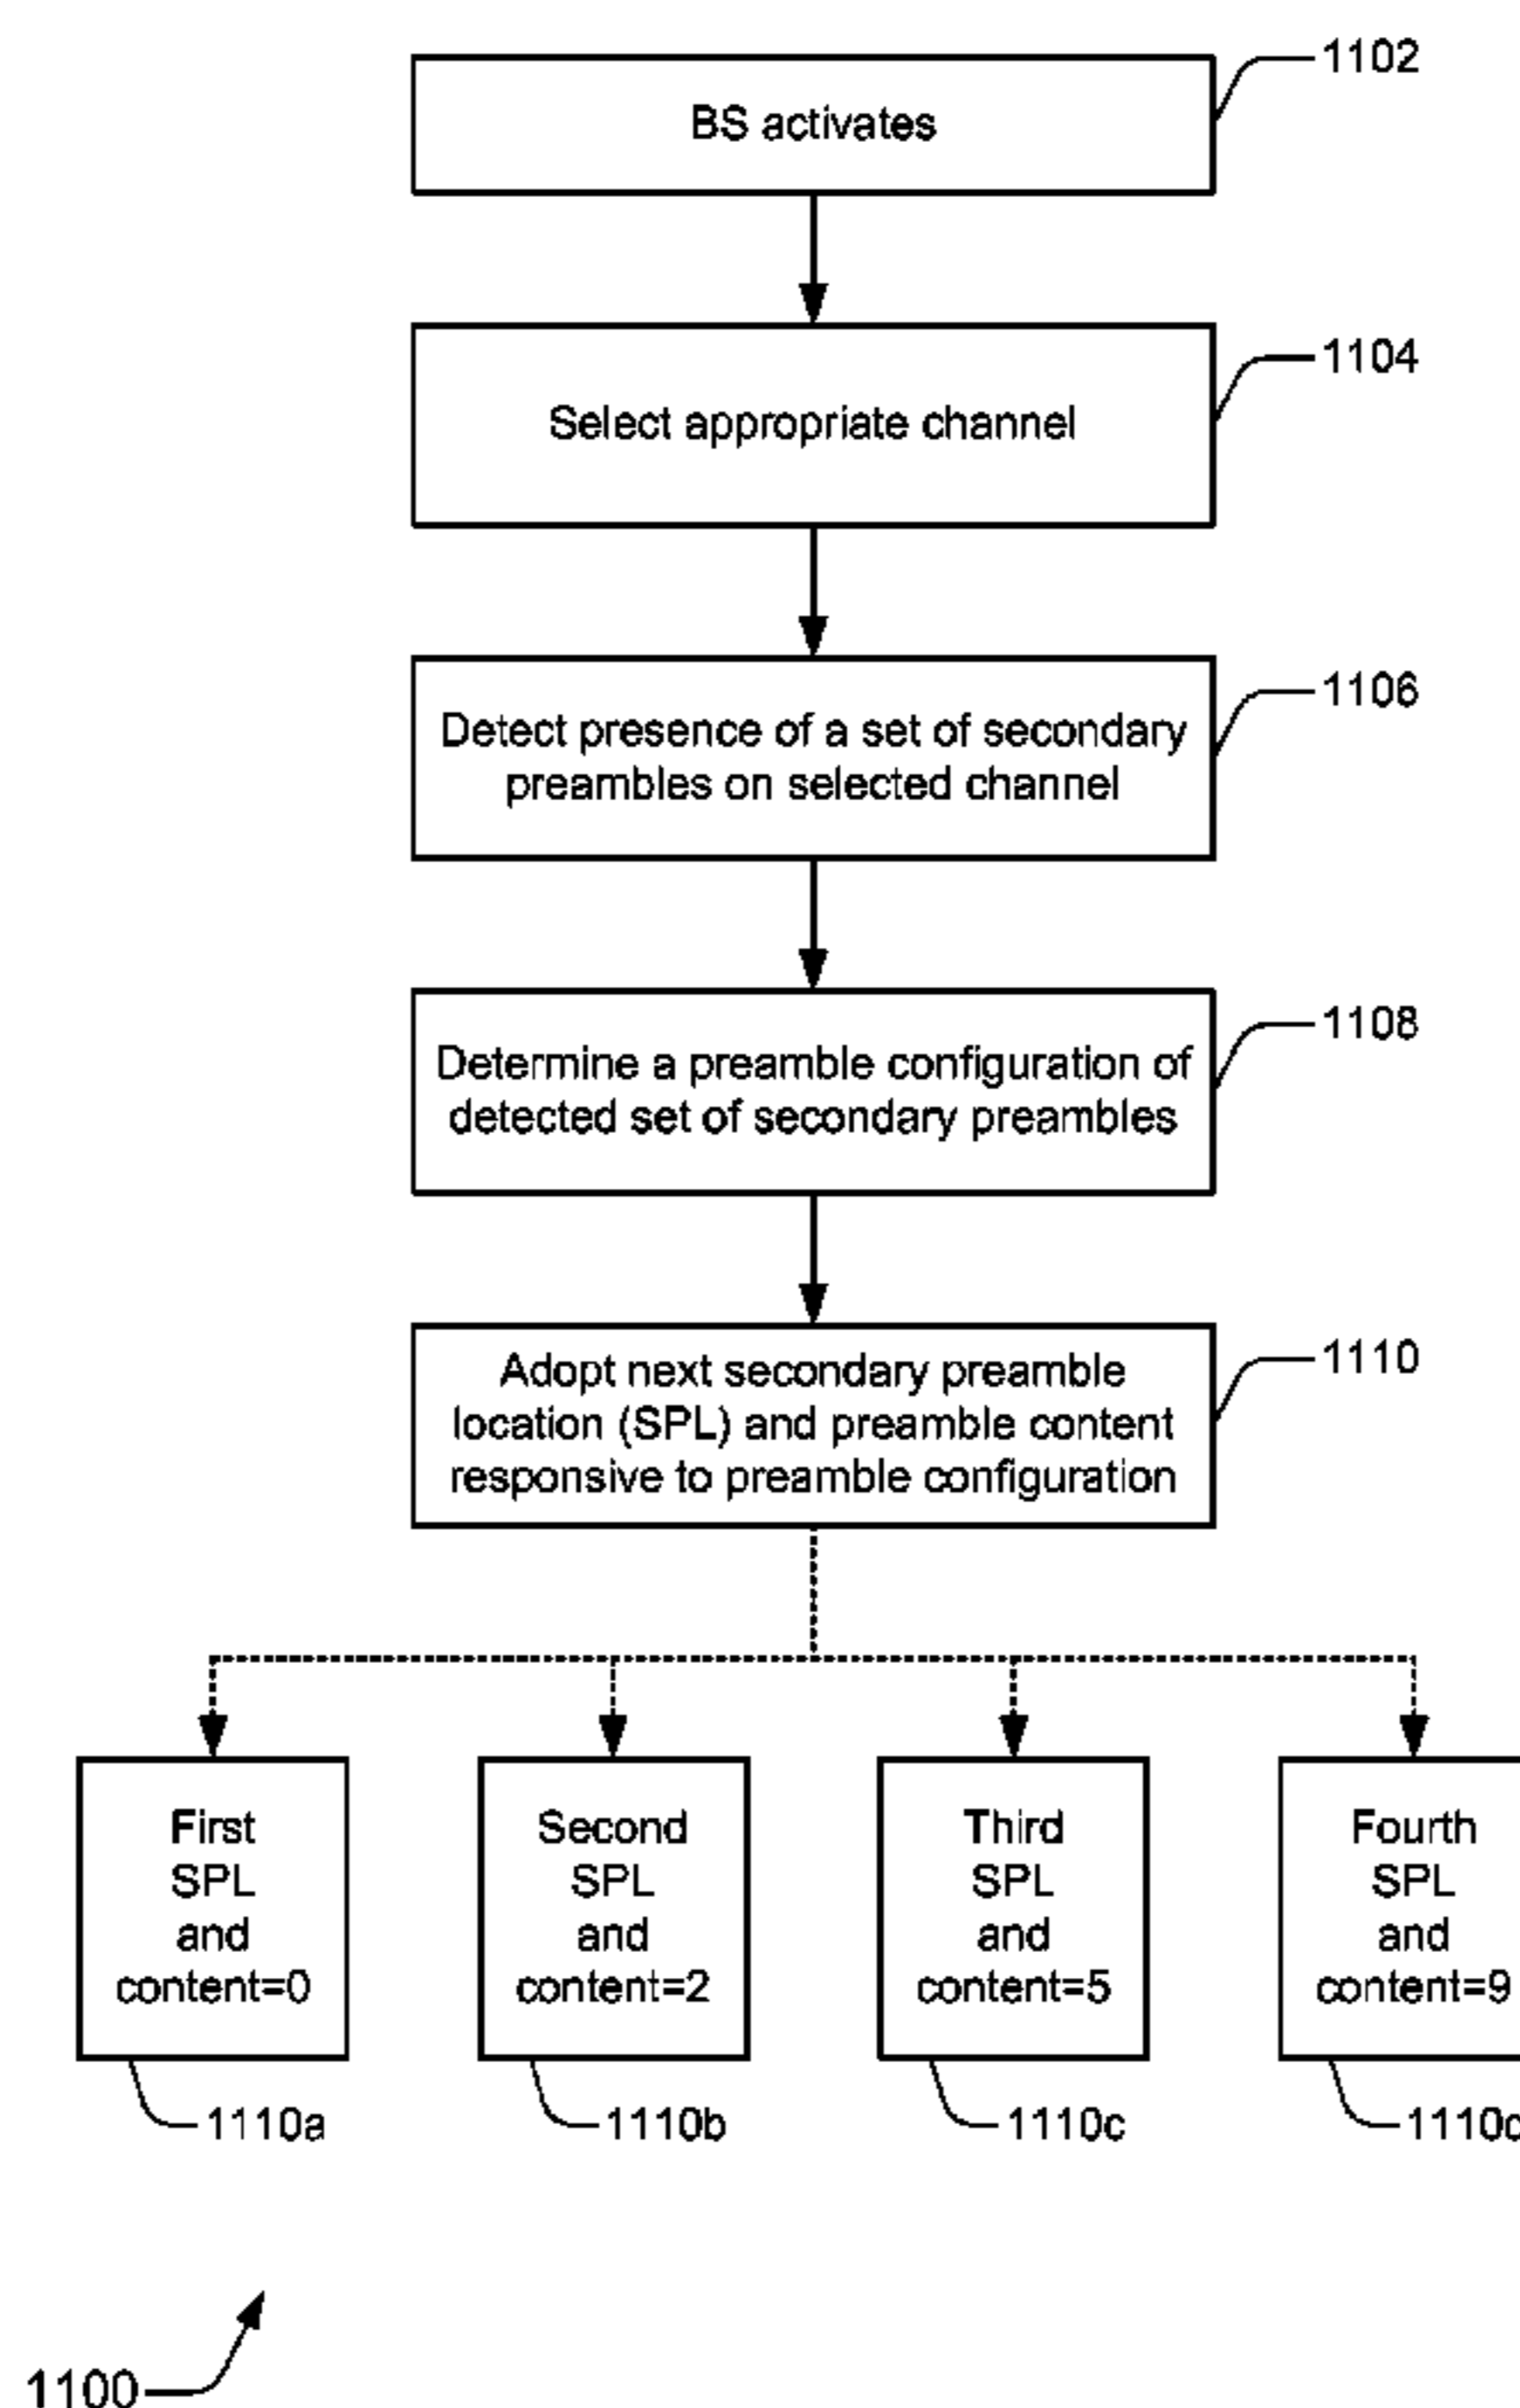 BS activates
1102
Select appropriate channel
1104
Detect presence of a set of secondary
preambles on selected channel
1106
Determine a preamble configuration of
detected set of secondary preambles
1108
Adopt next secondary preamble
location (SPL) and preamble content
responsive to preamble configuration
1110
First
SPL
and
content=0
1110a
Second
SPL
and
content=2
1110b
Third
SPL
and
content=5
1110c
Fourth
SPL
and
content=9
1100